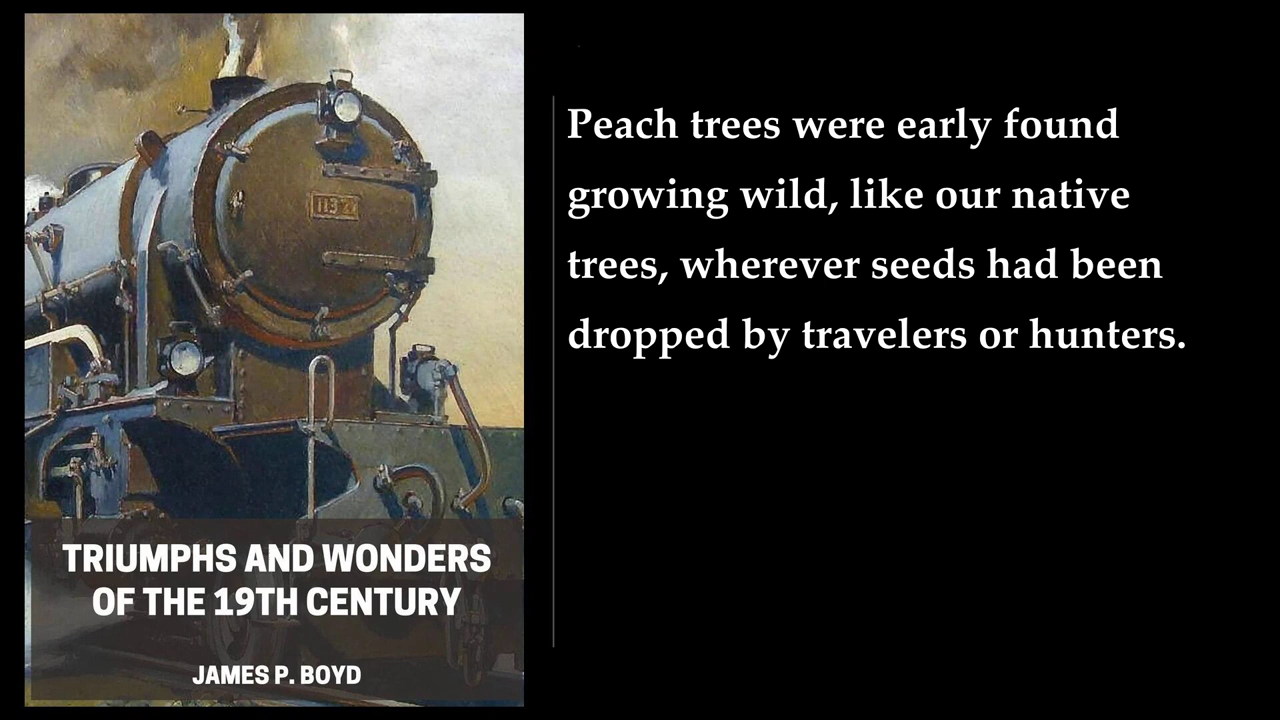 Peach trees were early found
growing wild, like our native
trees, wherever seeds had been
dropped by travelers or hunters.
TRIUMPHS AND WONDERS
OF THE 19TH CENTURY
JAMES P. BOYD